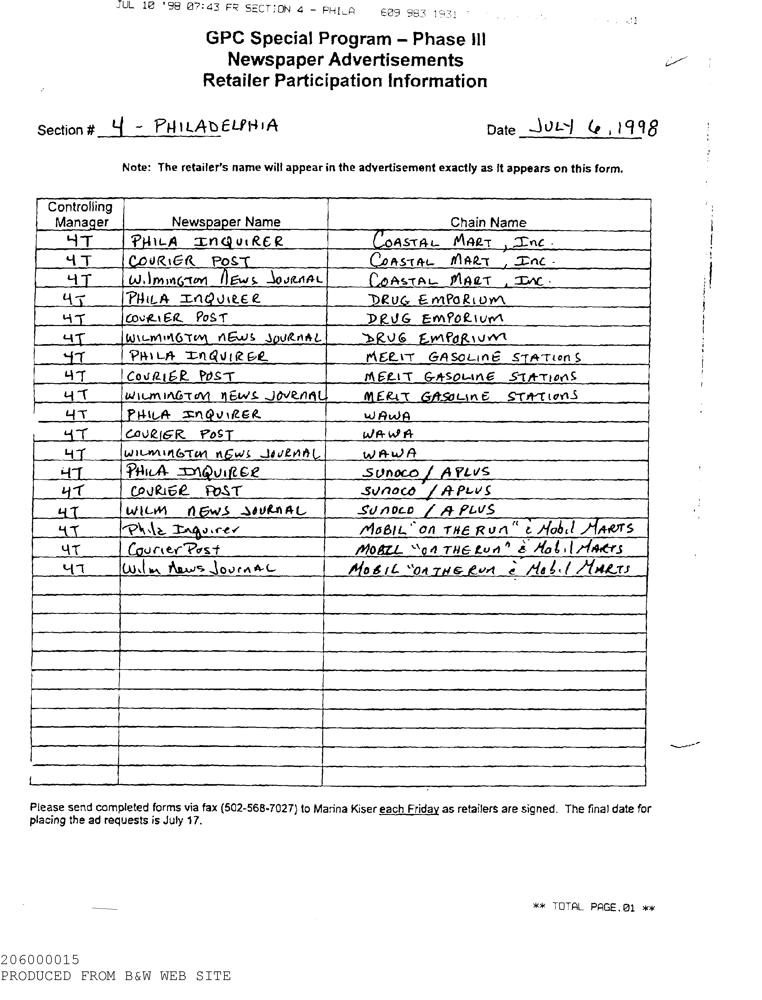 JUL 10 '98 07:43 FR SECTION 4 - PHILA 609 983 1931
GPC Special Program – Phase III
Newspaper Advertisements
Retailer Participation Information
Section # 4 - PHILADELPHIA Date JULY 6, 1998
Note: The retailer's name will appear in the advertisement exactly as it appears on this form.
Controlling
Manager Newspaper Name Chain Name
4T PHILA INQUIRER COASTAL MART, INC.
4T COURIER POST COASTAL MART, INC.
4T WILMINGTON NEWS JOURNAL COASTAL MART, INC.
4T PHILA INQUIRER DRUG EMPORIUM
4T COURIER POST DRUG EMPORIUM
4T WILMINGTON NEWS JOURNAL DRUG EMPORIUM
4T PHILA INQUIRER MERIT GASOLINE STATIONS
4T COURIER POST MERIT GASOLINE STATIONS
4T WILMINGTON NEWS JOURNAL MERIT GASOLINE STATIONS
4T PHILA INQUIRER WAWA
4T COURIER POST WAWA
4T WILMINGTON NEWS JOURNAL WAWA
4T PHILA INQUIRER SUNOCO / APLUS
4T COURIER POST SUNOCO / APLUS
4T WILM NEWS JOURNAL SUNOCO / APLUS
4T Phila Inquirer MOBIL "ON THE RUN" & Mobil MARTS
4T Courier Post MOBIL "ON THE RUN" & Mobil MARTS
4T Wilm News Journal MOBIL "ON THE RUN & Mobil MARTS
Please send completed forms via fax (502-568-7027) to Marina Kiser each Friday as retailers are signed. The final date for
placing the ad requests is July 17.
** TOTAL PAGE.01 **
206000015
PRODUCED FROM B&W WEB SITE